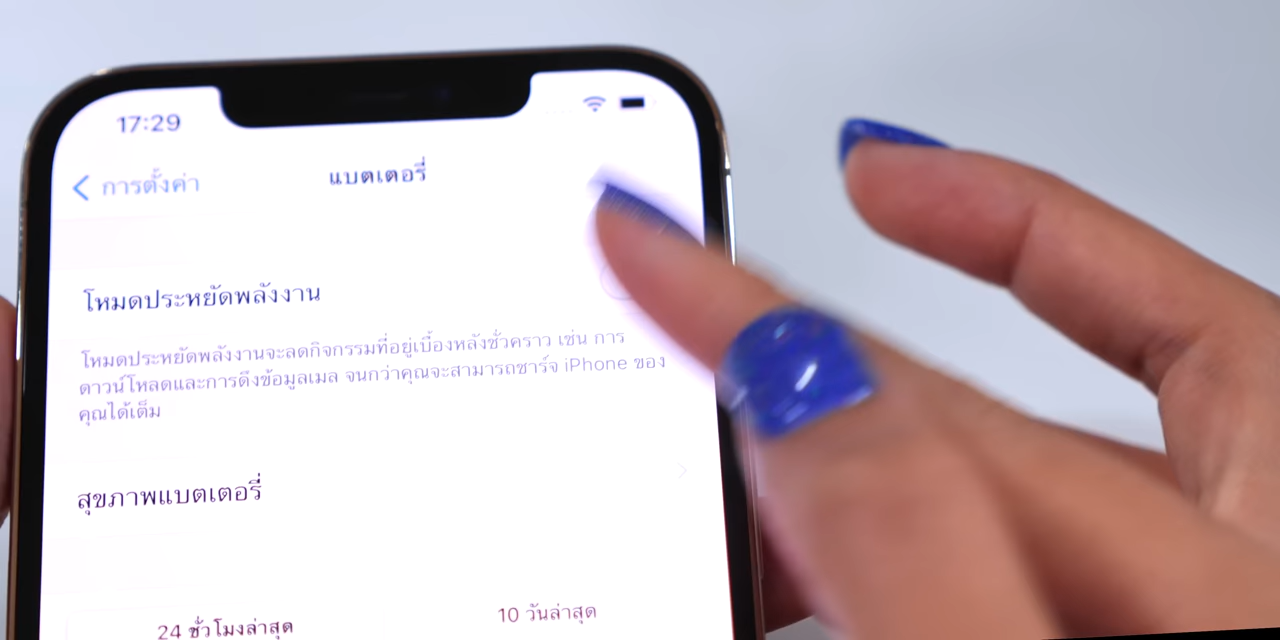 17:29
การตั้งค่า
แบตเตอรี่
โหมดประหยัดพลังงาน
โหมดประหยัดพลังงานจะลดกิจกรรมที่อยู่เบื้องหลังชั่วคราว เช่น การ
ดาวน์โหลดและการดึงข้อมูลเมล จนกว่าคุณจะสามารถชาร์จ iPhone ของ
คุณได้เต็ม
สุขภาพแบตเตอรี่
24 ชั่วโมงล่าสุด
10 วันล่าสุด